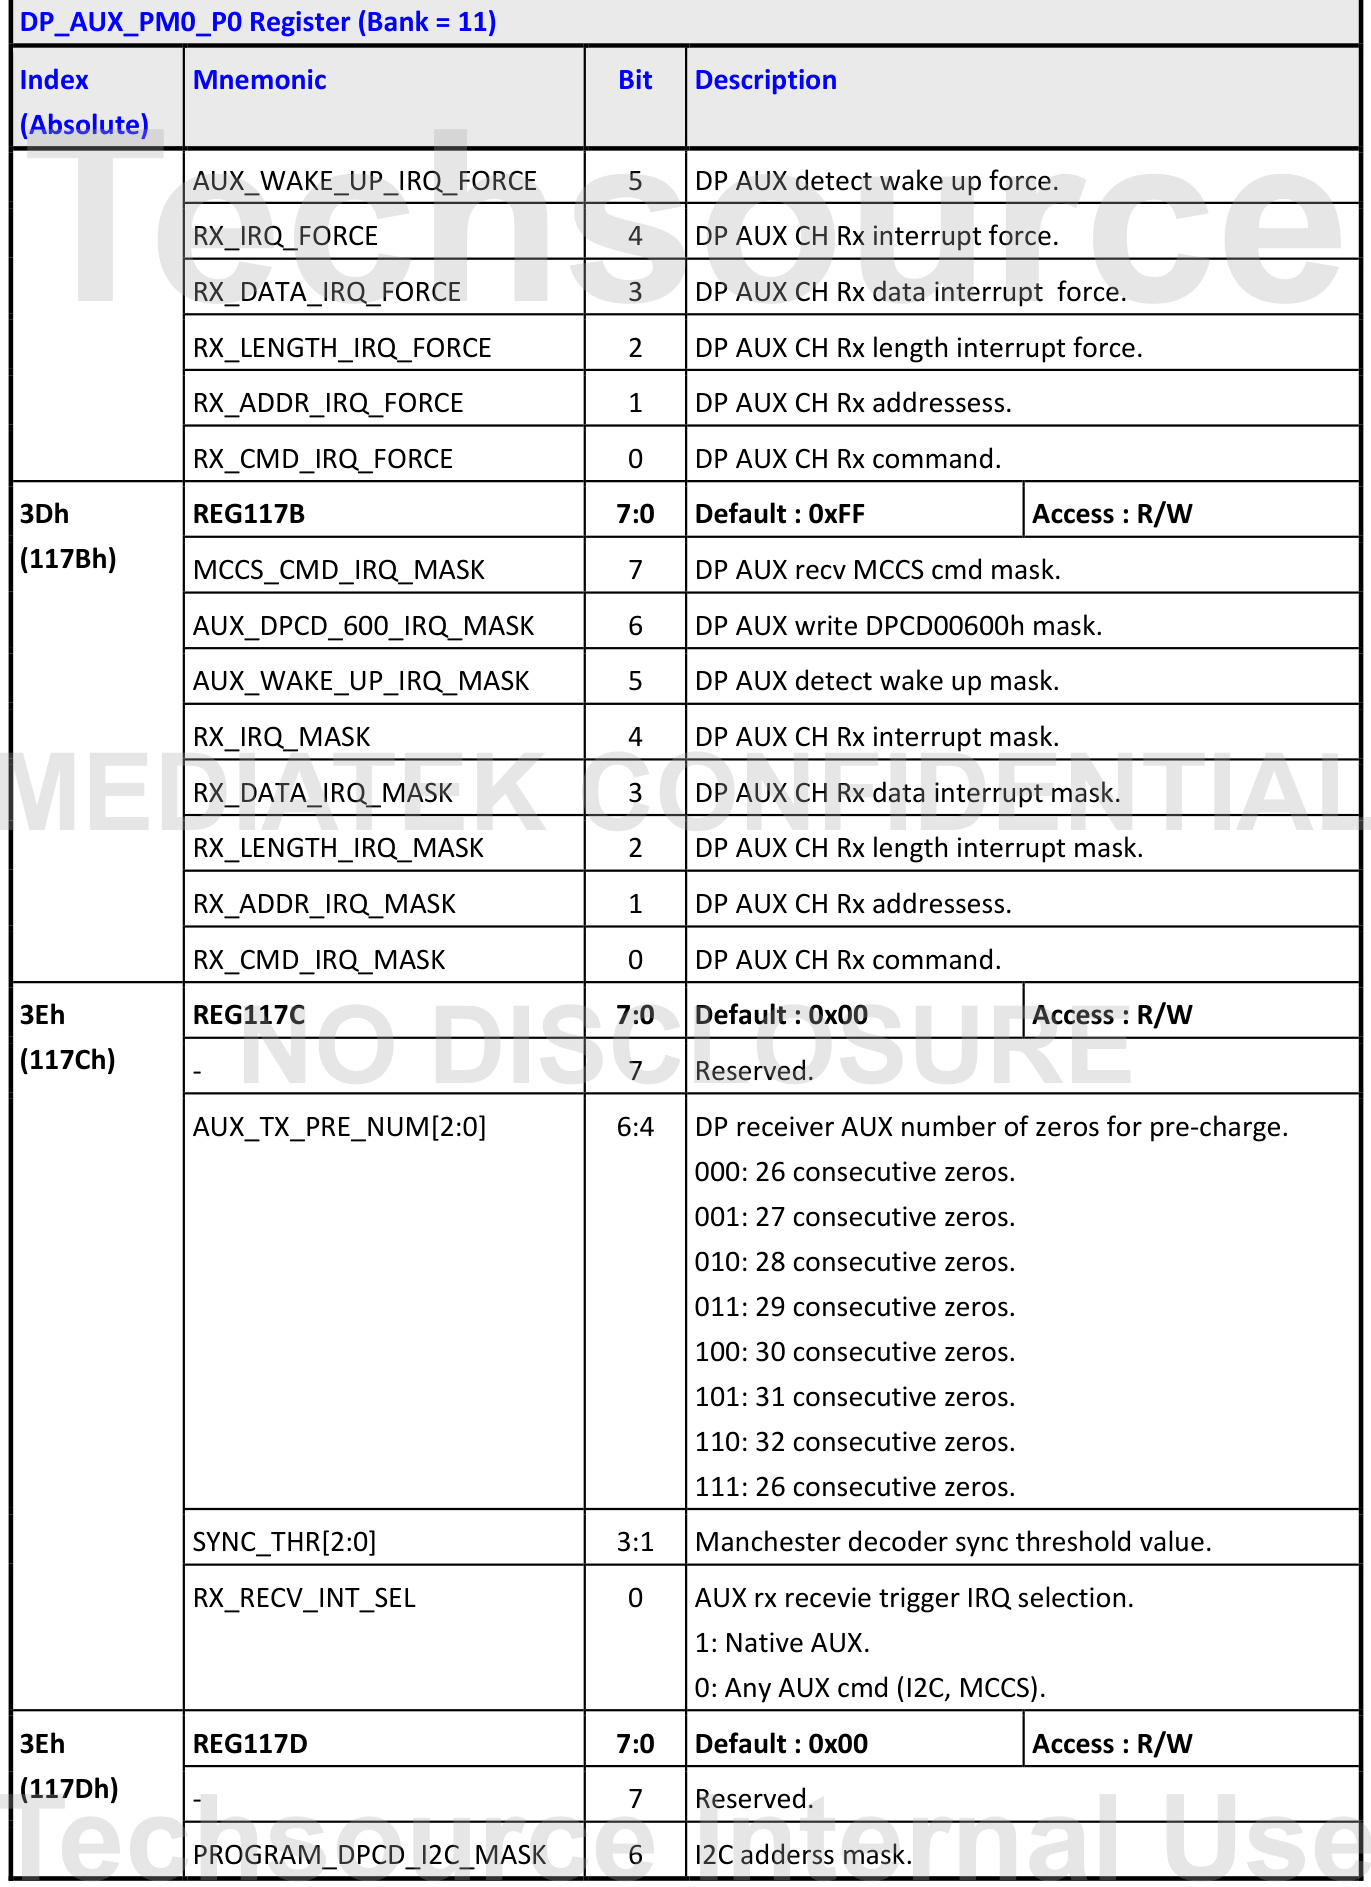 DP_AUX_PM0_P0 Register (Bank = 11)
Index (Absolute) Mnemonic Bit Description
AUX_WAKE_UP_IRQ_FORCE 5 DP AUX detect wake up force.
RX_IRQ_FORCE 4 DP AUX CH Rx interrupt force.
RX_DATA_IRQ_FORCE 3 DP AUX CH Rx data interrupt  force.
RX_LENGTH_IRQ_FORCE 2 DP AUX CH Rx length interrupt force.
RX_ADDR_IRQ_FORCE 1 DP AUX CH Rx addressess.
RX_CMD_IRQ_FORCE 0 DP AUX CH Rx command.
3Dh REG117B 7:0 Default : 0xFF Access : R/W
(117Bh) MCCS_CMD_IRQ_MASK 7 DP AUX recv MCCS cmd mask.
AUX_DPCD_600_IRQ_MASK 6 DP AUX write DPCD00600h mask.
AUX_WAKE_UP_IRQ_MASK 5 DP AUX detect wake up mask.
RX_IRQ_MASK 4 DP AUX CH Rx interrupt mask.
RX_DATA_IRQ_MASK 3 DP AUX CH Rx data interrupt mask.
RX_LENGTH_IRQ_MASK 2 DP AUX CH Rx length interrupt mask.
RX_ADDR_IRQ_MASK 1 DP AUX CH Rx addressess.
RX_CMD_IRQ_MASK 0 DP AUX CH Rx command.
3Eh REG117C 7:0 Default : 0x00 Access : R/W
(117Ch) - 7 Reserved.
AUX_TX_PRE_NUM[2:0] 6:4 DP receiver AUX number of zeros for pre-charge.
000: 26 consecutive zeros.
001: 27 consecutive zeros.
010: 28 consecutive zeros.
011: 29 consecutive zeros.
100: 30 consecutive zeros.
101: 31 consecutive zeros.
110: 32 consecutive zeros.
111: 26 consecutive zeros.
SYNC_THR[2:0] 3:1 Manchester decoder sync threshold value.
RX_RECV_INT_SEL 0 AUX rx recevie trigger IRQ selection.
1: Native AUX.
0: Any AUX cmd (I2C, MCCS).
3Eh REG117D 7:0 Default : 0x00 Access : R/W
(117Dh) - 7 Reserved.
PROGRAM_DPCD_I2C_MASK 6 I2C adderss mask.
Techsource
MEDIATEK CONFIDENTIAL
NO DISCLOSURE
Techsource Internal Use